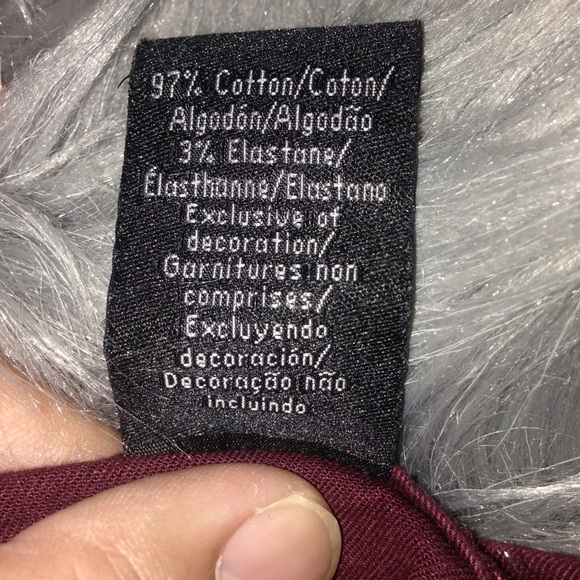 97% Cotton/Coton/
Algodón/Algodão
3% Elastane/
Élasthanne/Elastano
Exclusive of
decoration/
Garnitures non
comprises/
Excluyendo
decoración/
Decoração não
incluindo